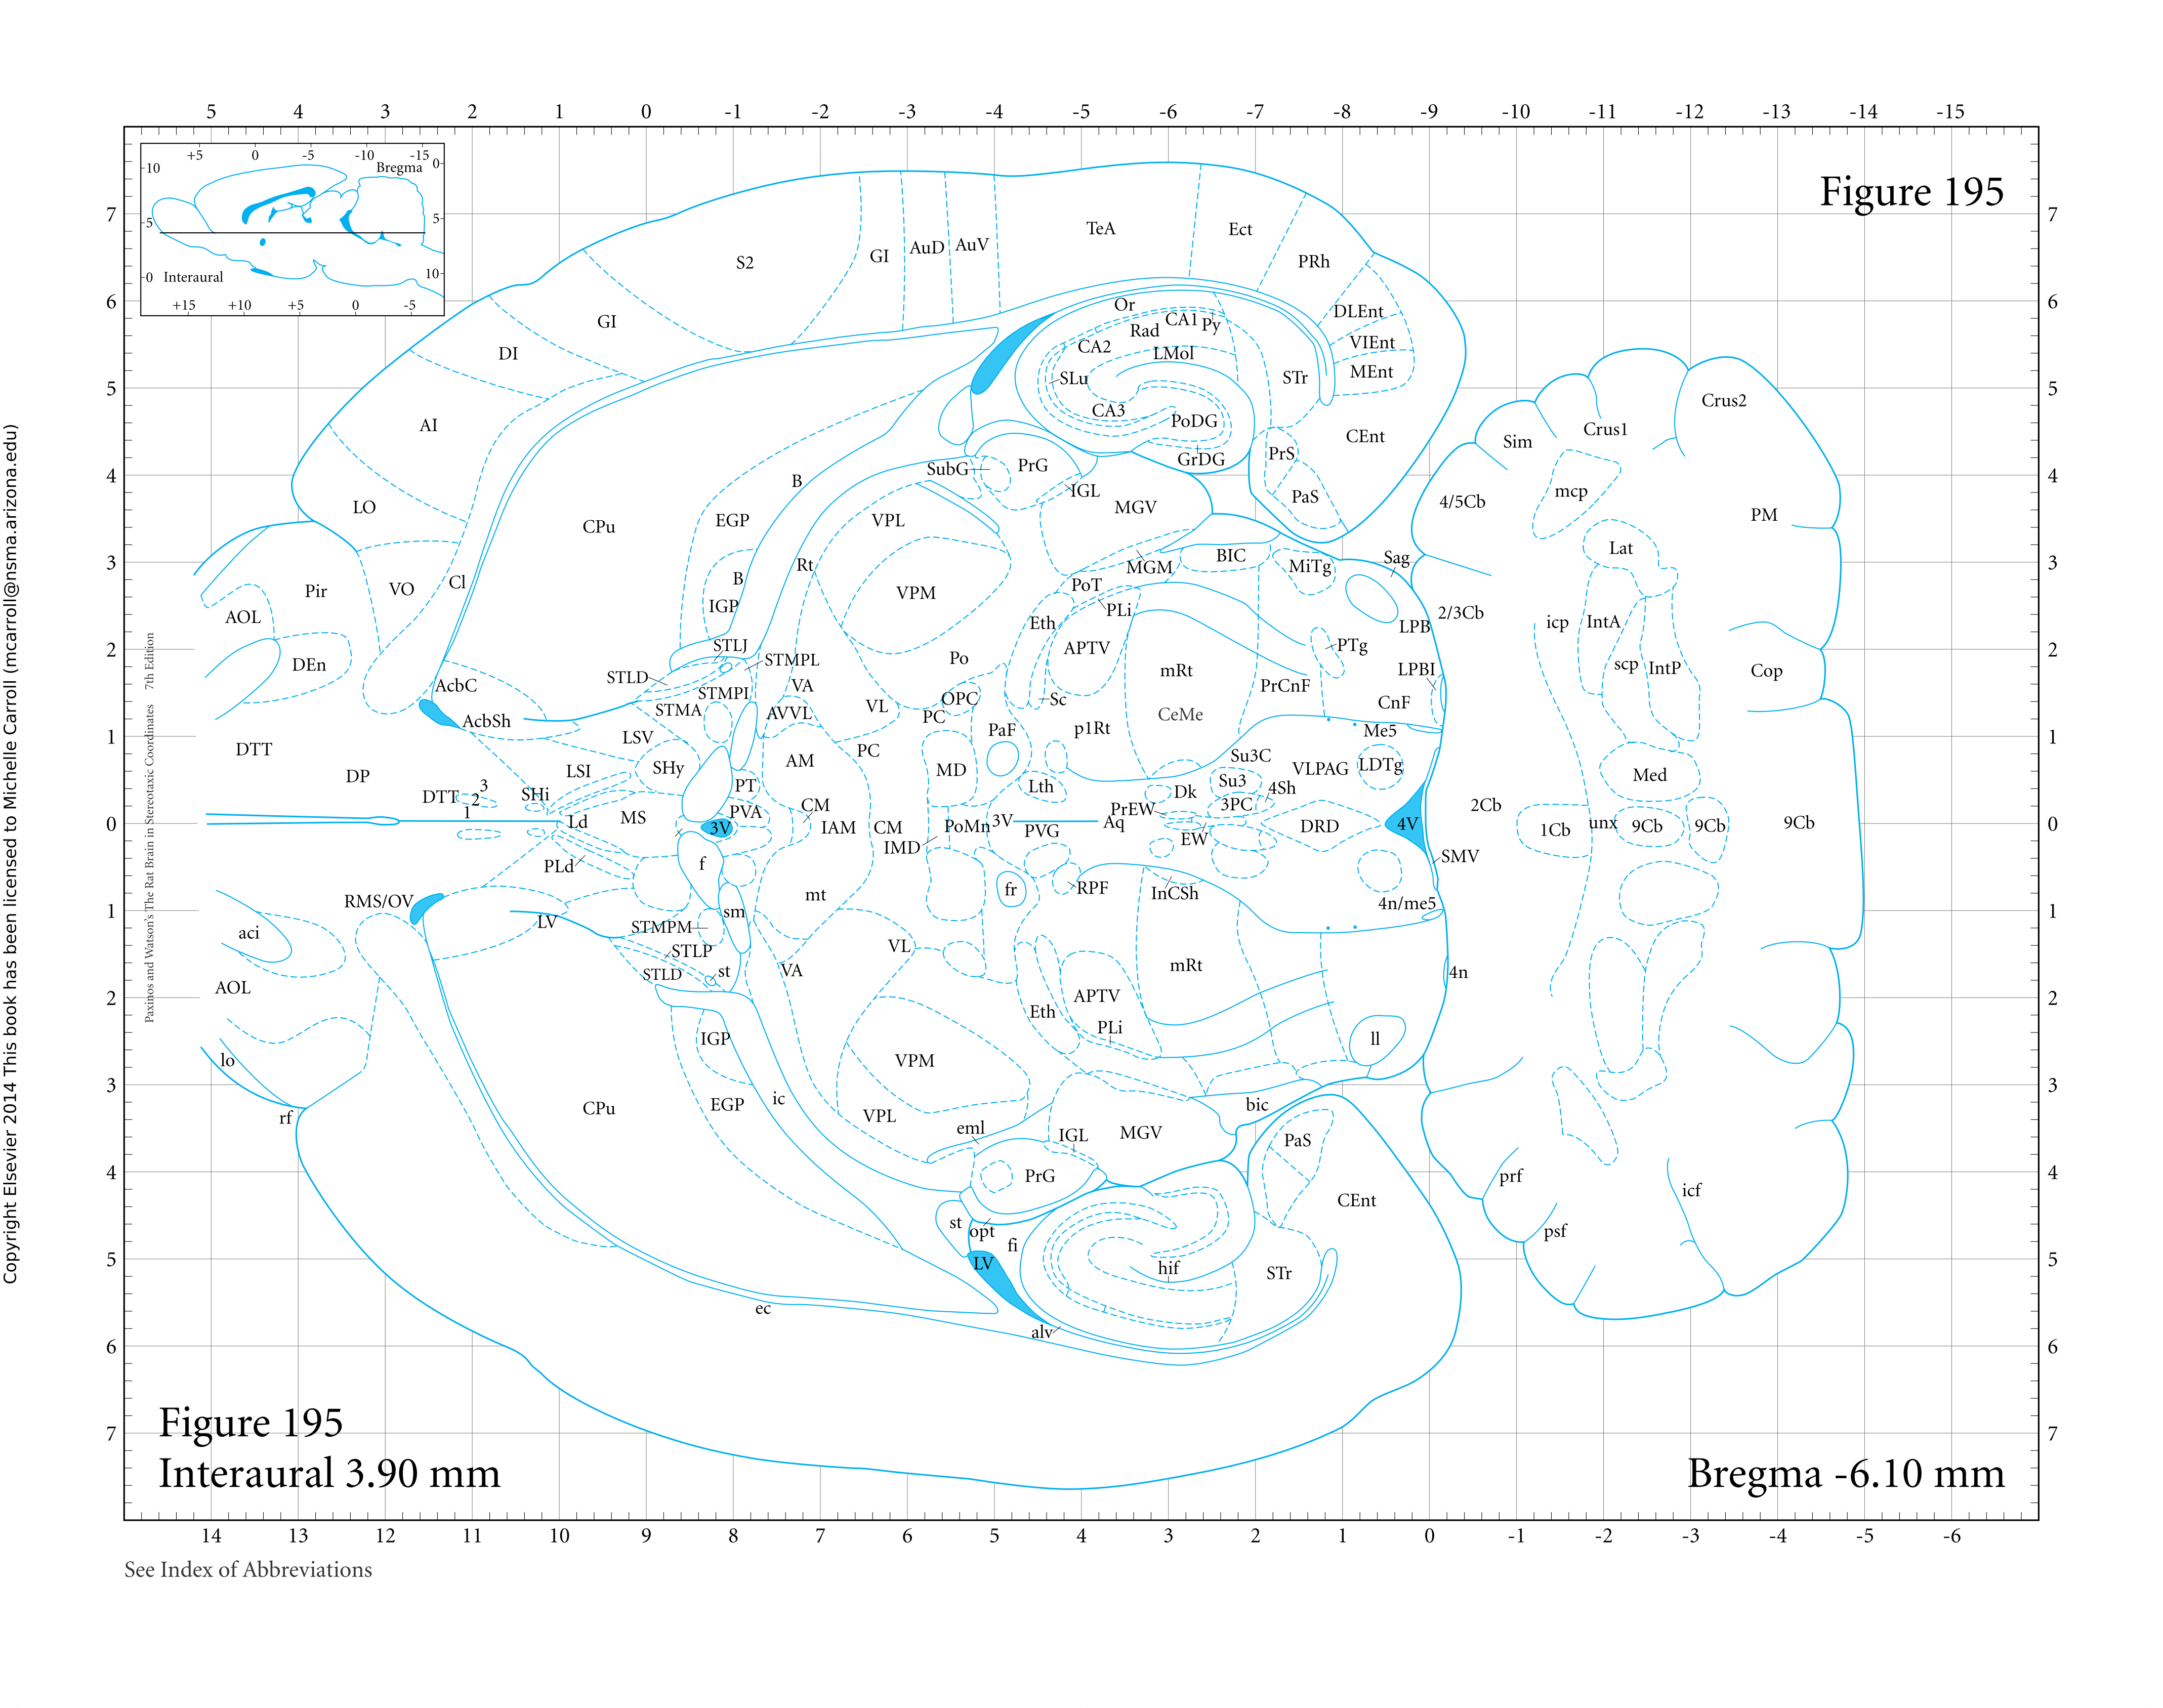 5 4 3 2 1 0 -1 -2 -3 -4 -5 -6 -7 -8 -9 -10 -11 -12 -13 -14 -15
+5 0 -5 -10 -15
10 Bregma 0
5 5
0 Interaural 10
+15 +10 +5 0 -5
Figure 195
7 7
6 6
5 5
4 4
3 3
2 2
1 1
0 0
1 1
2 2
3 3
4 4
5 5
6 6
7 7
S2 GI AuD AuV TeA Ect PRh
GI DI AI LO VO Cl
Or CA1 Py Rad CA2 LMol SLu CA3 PoDG GrDG
DLEnt VIEnt MEnt STr CEnt PrS PaS
Crus2 Crus1 Sim 4/5Cb mcp PM
B EGP CPu SubG PrG IGL MGV
VPL Rt VPM B IGP
MGM BIC MiTg Sag Lat
Pir AOL DEn
PoT PLi Eth APTV
LPB 2/3Cb icp IntA
STLJ STMPL STLD STMPI STMA VA AVVL
Po OPC VL PC Sc mRt PTg PrCnF LPBI CnF scp IntP Cop
AcbC AcbSh
LSV PC PaF p1Rt CeMe Me5
DTT DP LSI SHy AM MD Lth
Su3C VLPAG LDTg Su3 4Sh Dk Med
DTT 3 2 1 SHi Ld MS PT PVA 3V CM
IAM CM PoMn 3V PVG Aq PrEW 3PC EW DRD 4V
2Cb 1Cb unx 9Cb 9Cb 9Cb
PLd f IMD SMV
RMS/OV fr RPF InCSh 4n/me5
mt sm
aci LV STMPM VL
STLP STLD st VA mRt 4n
AOL Eth APTV PLi
lo IGP VPM ll
rf CPu EGP ic VPL eml IGL MGV bic PaS
PrG CEnt prf icf
st opt fi psf
LV hif STr
ec alv
Figure 195
Interaural 3.90 mm
Bregma -6.10 mm
14 13 12 11 10 9 8 7 6 5 4 3 2 1 0 -1 -2 -3 -4 -5 -6
See Index of Abbreviations
Paxinos and Watson's The Rat Brain in Stereotaxic Coordinates 7th Edition
Copyright Elsevier 2014 This book has been licensed to Michelle Carroll (mcarroll@nsma.arizona.edu)